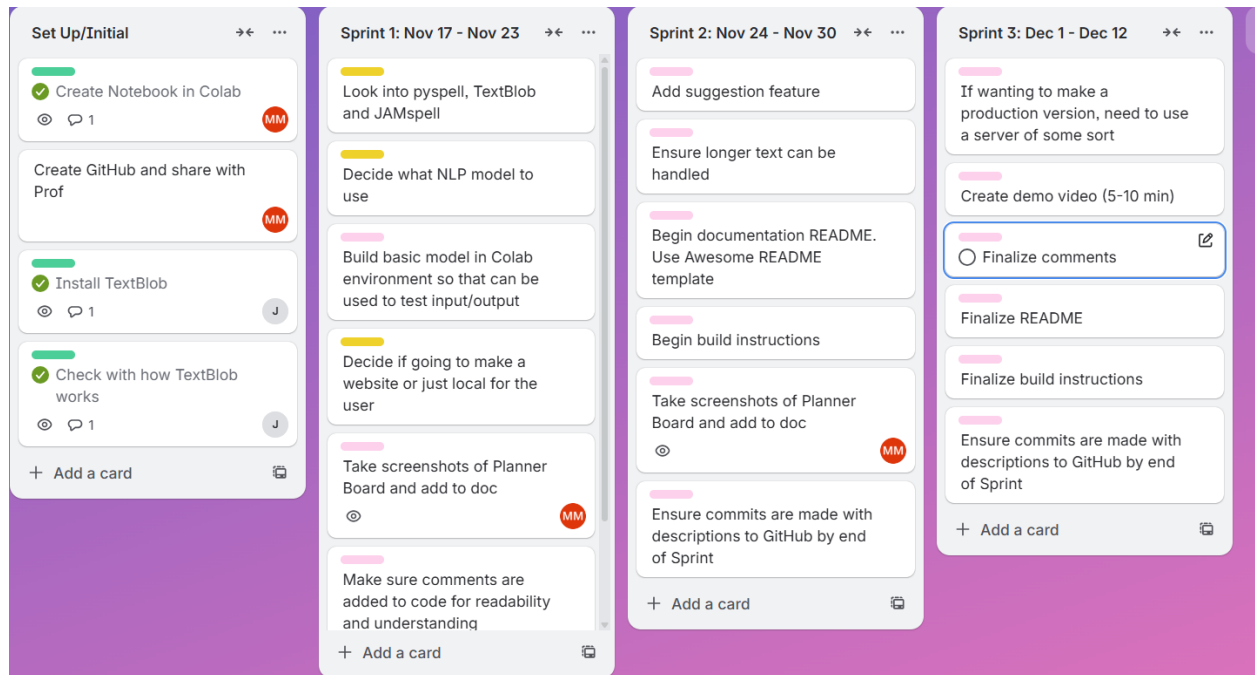 Set Up/Initial
Create Notebook in Colab
1
MM
Create GitHub and share with
Prof
MM
Install TextBlob
1
J
Check with how TextBlob
works
1
J
+ Add a card
Sprint 1: Nov 17 - Nov 23
Look into pyspell, TextBlob
and JAMspell
Decide what NLP model to
use
Build basic model in Colab
environment so that can be
used to test input/output
Decide if going to make a
website or just local for the
user
Take screenshots of Planner
Board and add to doc
MM
Make sure comments are
added to code for readability
and understanding
+ Add a card
Sprint 2: Nov 24 - Nov 30
Add suggestion feature
Ensure longer text can be
handled
Begin documentation README.
Use Awesome README
template
Begin build instructions
Take screenshots of Planner
Board and add to doc
MM
Ensure commits are made with
descriptions to GitHub by end
of Sprint
+ Add a card
Sprint 3: Dec 1 - Dec 12
If wanting to make a
production version, need to use
a server of some sort
Create demo video (5-10 min)
Finalize comments
Finalize README
Finalize build instructions
Ensure commits are made with
descriptions to GitHub by end
of Sprint
+ Add a card